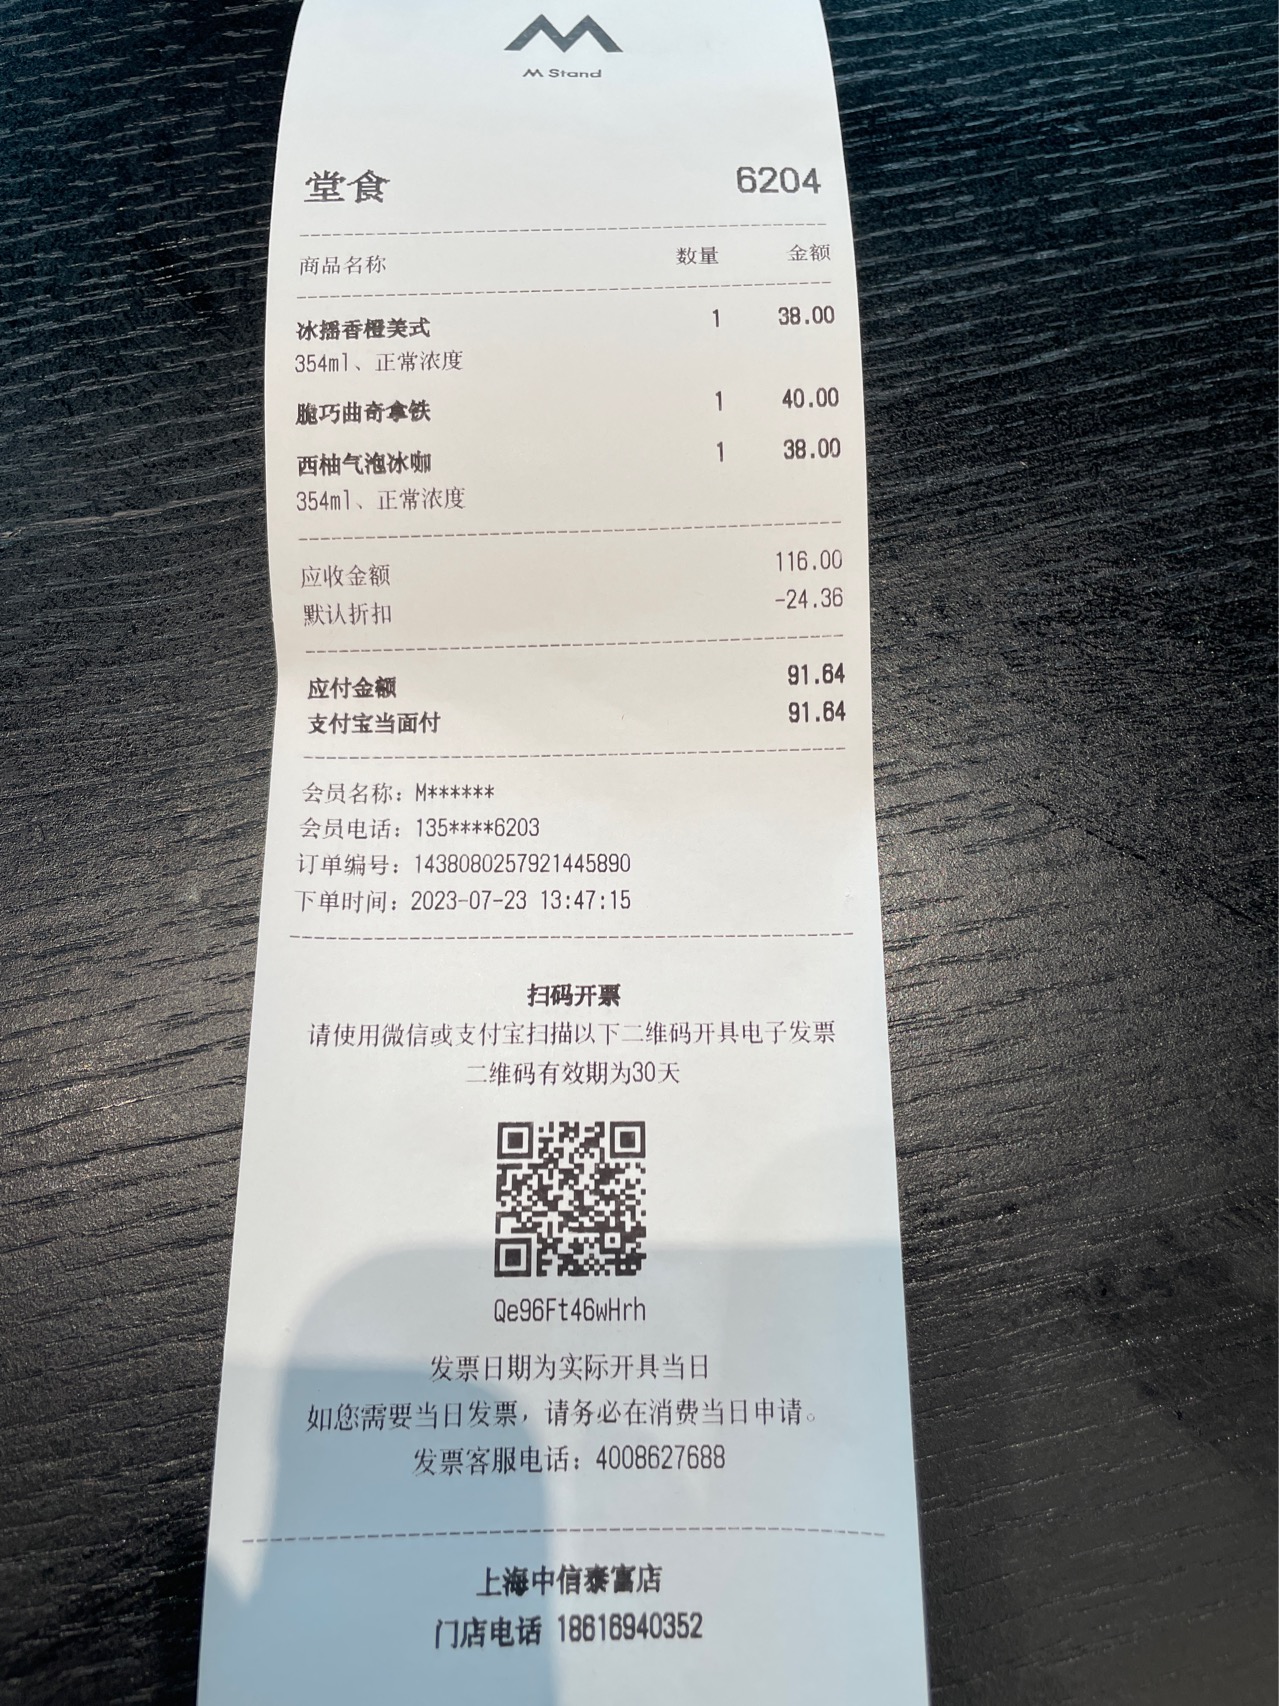 M Stand
堂食 6204
商品名称 数量 金额
冰摇香橙美式 1 38.00
354ml、正常浓度
脆巧曲奇拿铁 1 40.00
西柚气泡冰咖 1 38.00
354ml、正常浓度
应收金额 116.00
默认折扣 -24.36
应付金额 91.64
支付宝当面付 91.64
会员名称：M******
会员电话：135****6203
订单编号：1438080257921445890
下单时间：2023-07-23 13:47:15
扫码开票
请使用微信或支付宝扫描以下二维码开具电子发票
二维码有效期为30天
Qe96Ft46wHrh
发票日期为实际开具当日
如您需要当日发票，请务必在消费当日申请。
发票客服电话：4008627688
上海中信泰富店
门店电话 18616940352